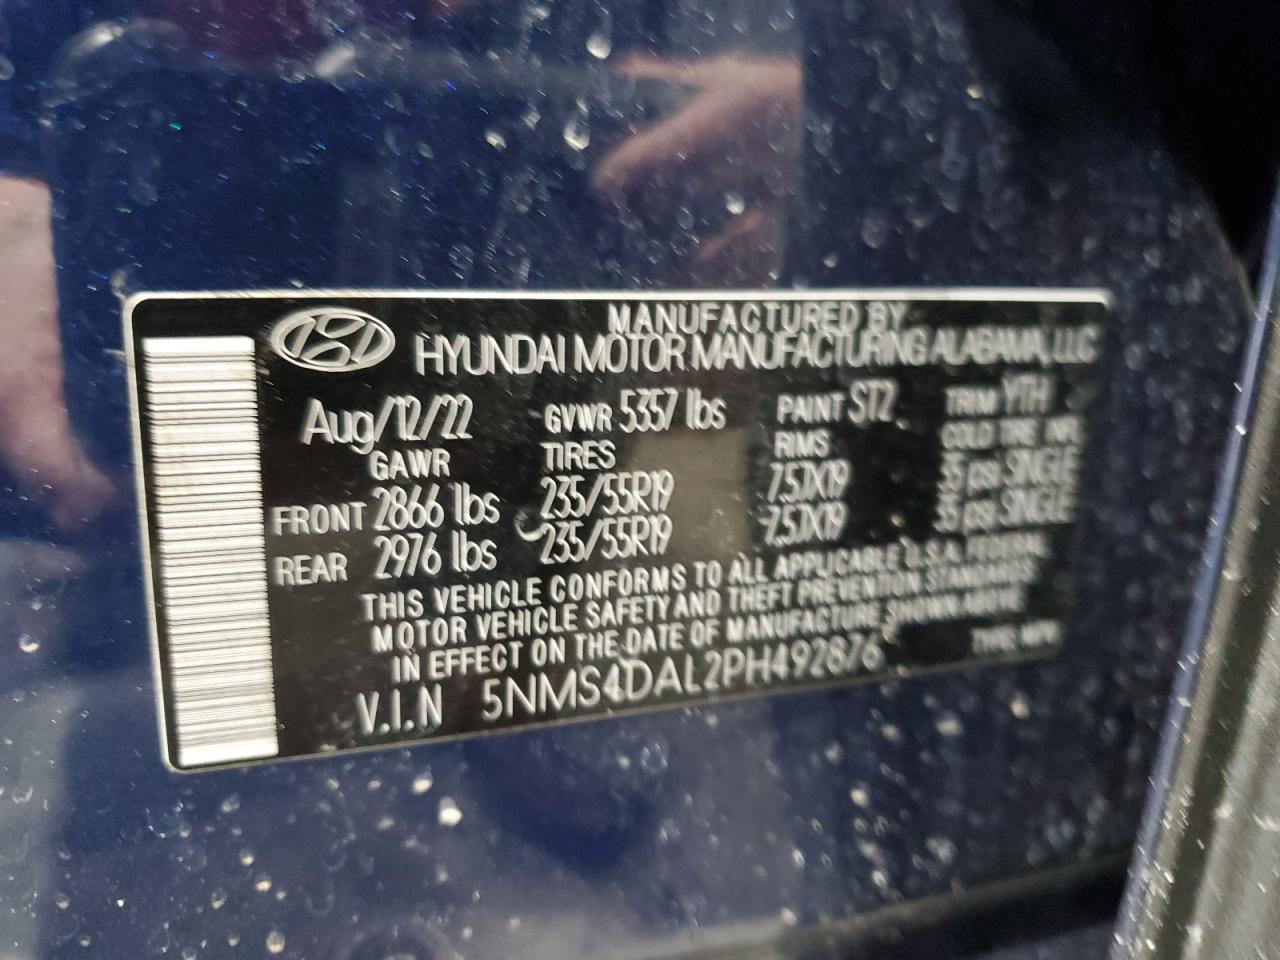 MANUFACTURED BY
HYUNDAI MOTOR MANUFACTURING ALABAMA, LLC
Aug/12/22 GVWR 5357 lbs PAINT ST2 TRIM YTH
GAWR TIRES RIMS COLD TIRE INFL
FRONT 2866 lbs 235/55R19 7.5JX19 35 psi SINGLE
REAR 2976 lbs 235/55R19 7.5JX19 35 psi SINGLE
THIS VEHICLE CONFORMS TO ALL APPLICABLE U.S.A. FEDERAL
MOTOR VEHICLE SAFETY AND THEFT PREVENTION STANDARDS
IN EFFECT ON THE DATE OF MANUFACTURE SHOWN ABOVE
V.I.N 5NMS4DAL2PH492876 TYPE: MPV